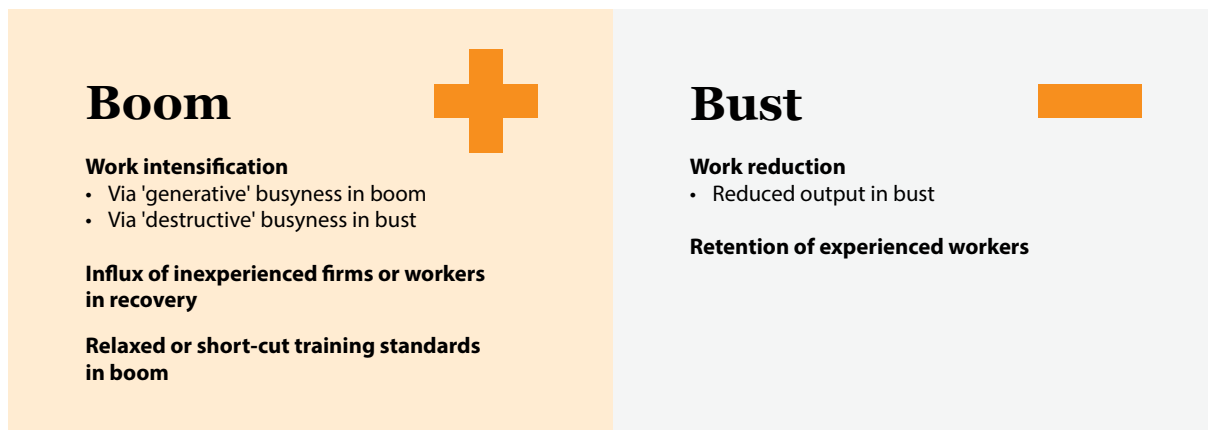 Boom
Work intensification
• Via 'generative' busyness in boom
• Via 'destructive' busyness in bust
Influx of inexperienced firms or workers
in recovery
Relaxed or short-cut training standards
in boom
Bust
Work reduction
• Reduced output in bust
Retention of experienced workers